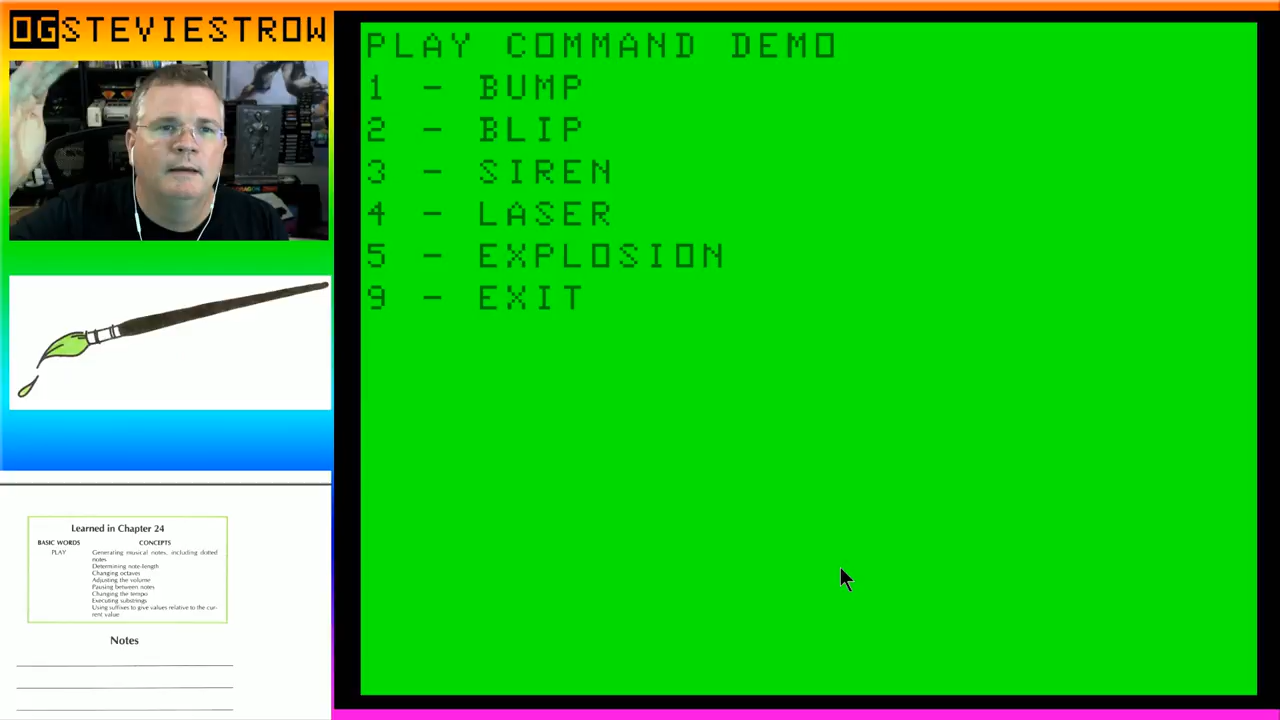 OGSTEVIESTROW
PLAY COMMAND DEMO
1 - BUMP
2 - BLIP
3 - SIREN
4 - LASER
5 - EXPLOSION
9 - EXIT
Learned in Chapter 24
BASIC WORDS CONCEPTS
PLAY Generating musical notes, including dotted
notes
Determining note-length
Changing octaves
Adjusting the volume
Pausing between notes
Changing the tempo
Executing substrings
Using suffixes to give values relative to the cur-
rent value
Notes